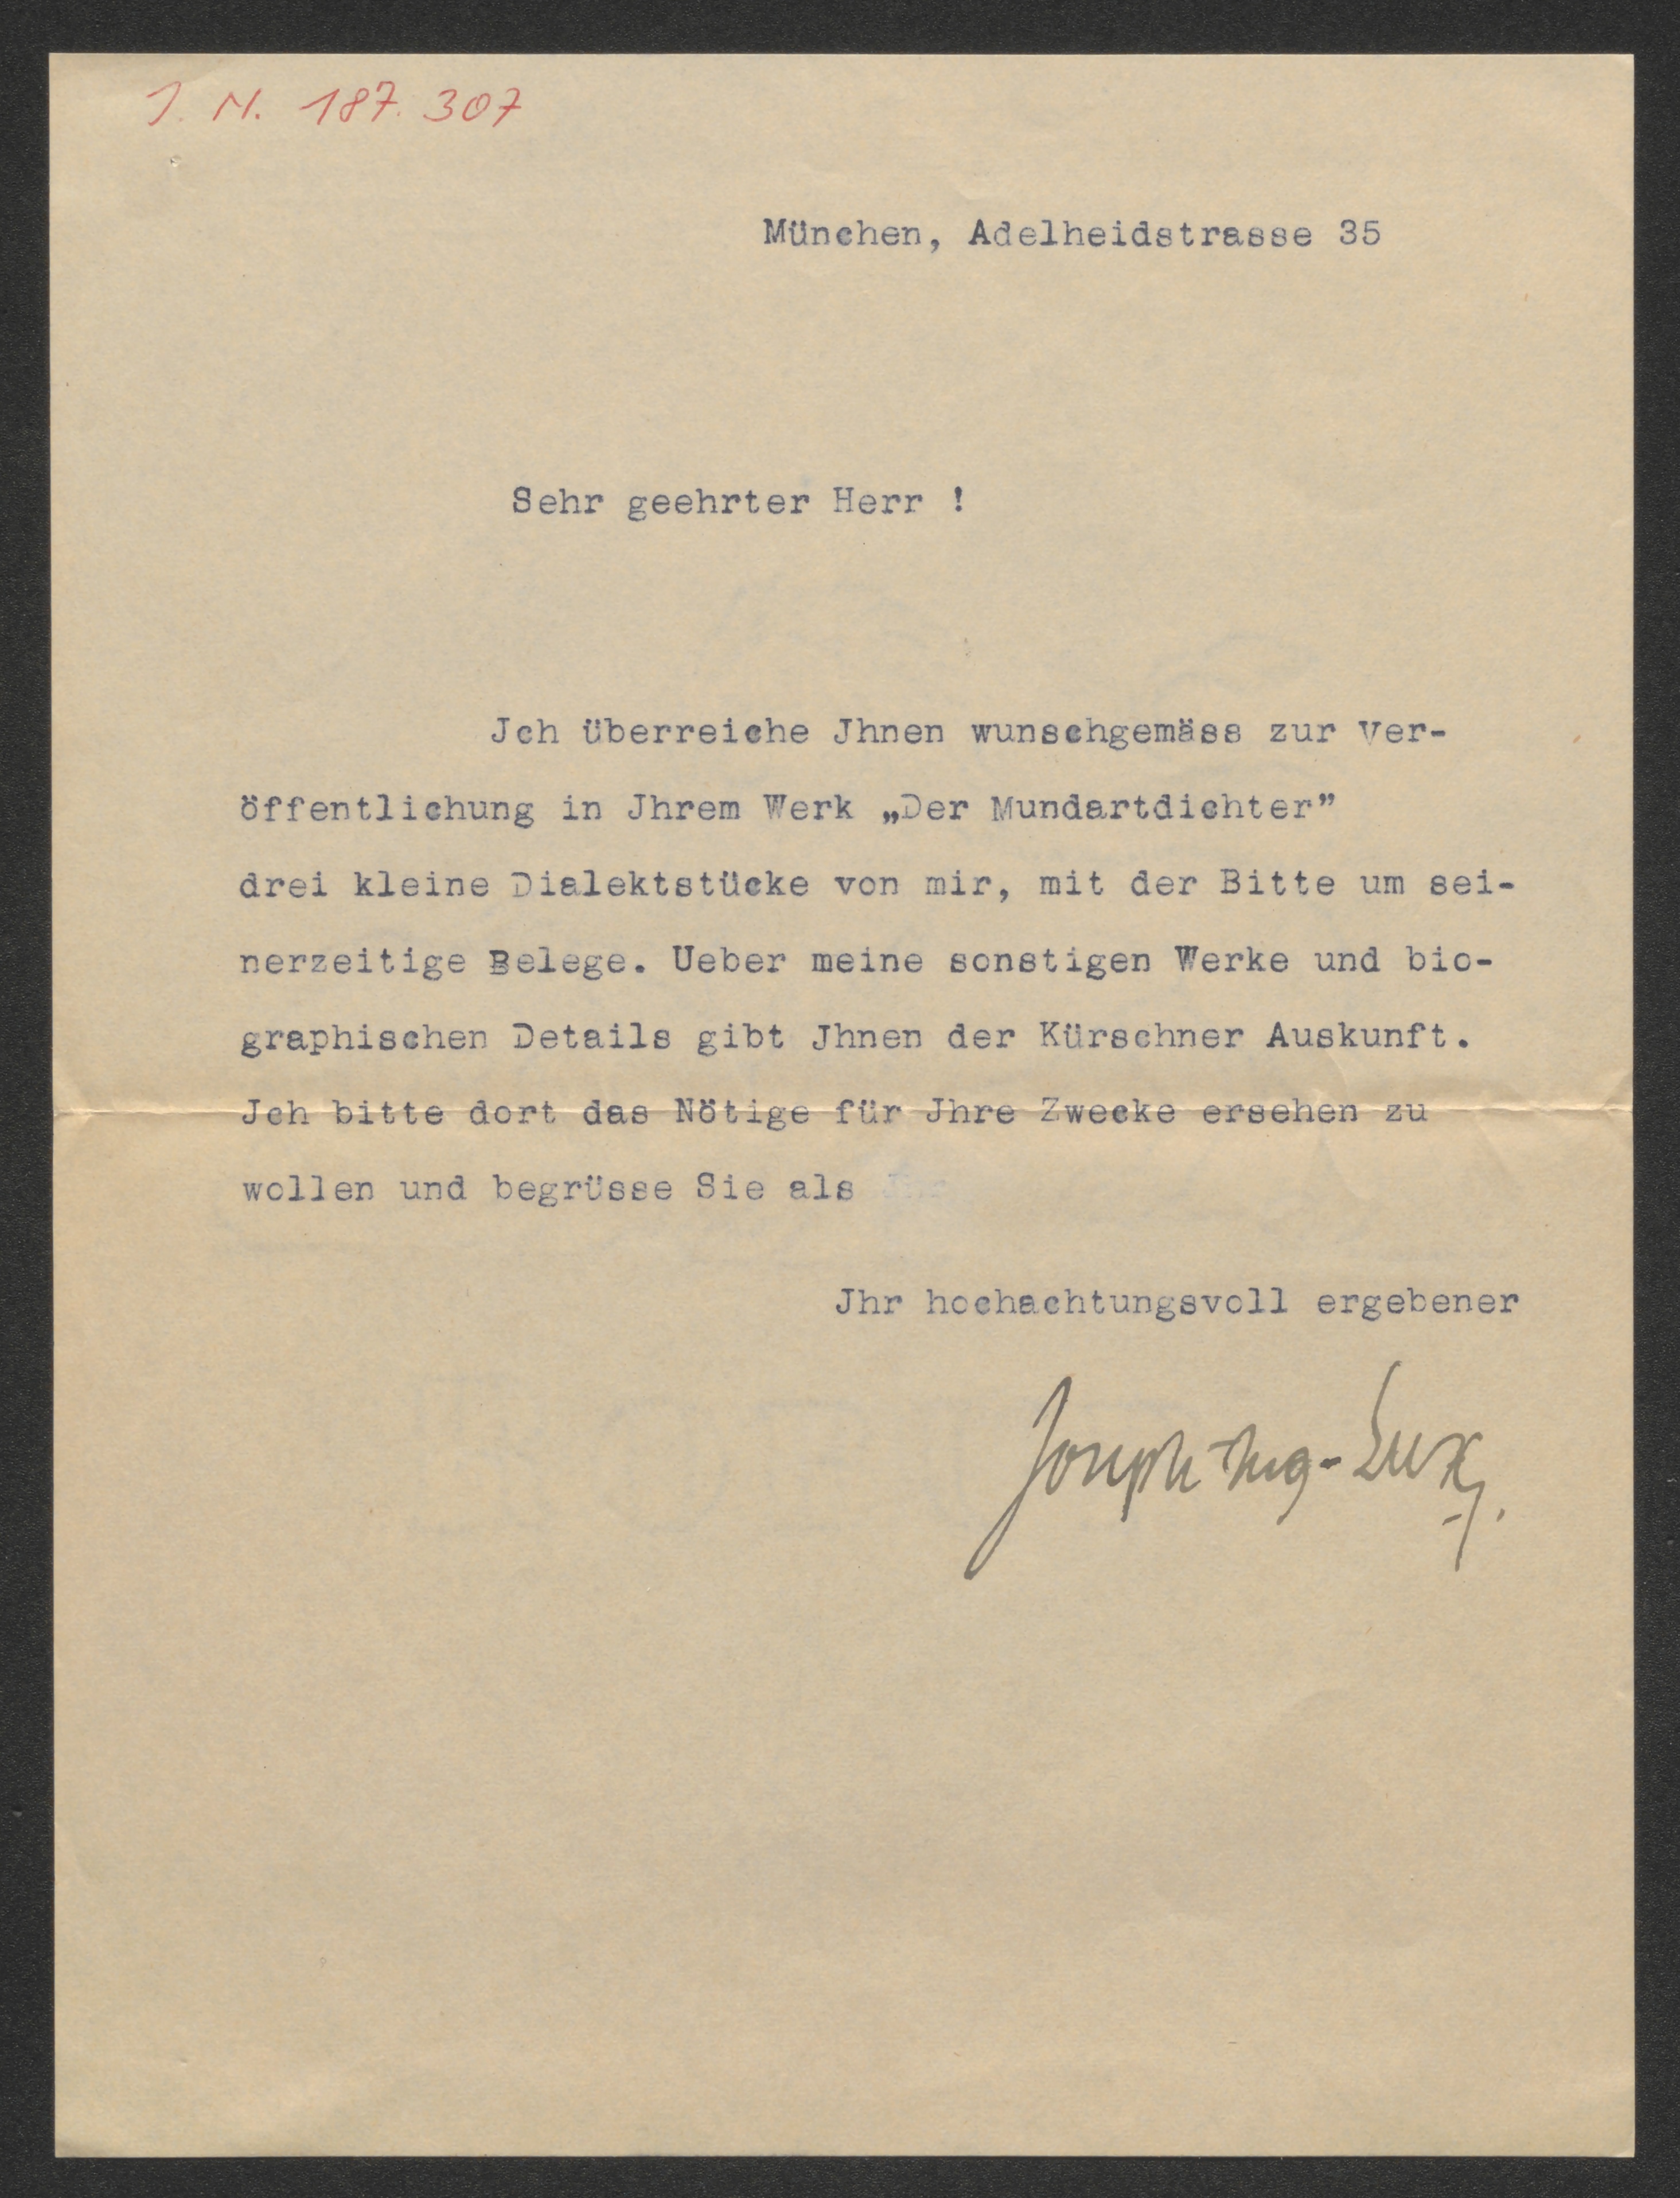 J. N. 187.307
München, Adelheidstrasse 35
Sehr geehrter Herr !
Jch überreiche Jhnen wunschgemäss zur Ver-
öffentlichung in Jhrem Werk „Der Mundartdichter”
drei kleine Dialektstücke von mir, mit der Bitte um sei-
nerzeitige Belege. Ueber meine sonstigen Werke und bio-
graphischen Details gibt Jhnen der Kürschner Auskunft.
Jch bitte dort das Nötige für Jhre Zwecke ersehen zu
wollen und begrüsse Sie als
Jhr hochachtungsvoll ergebener
Joseph Aug. Lux